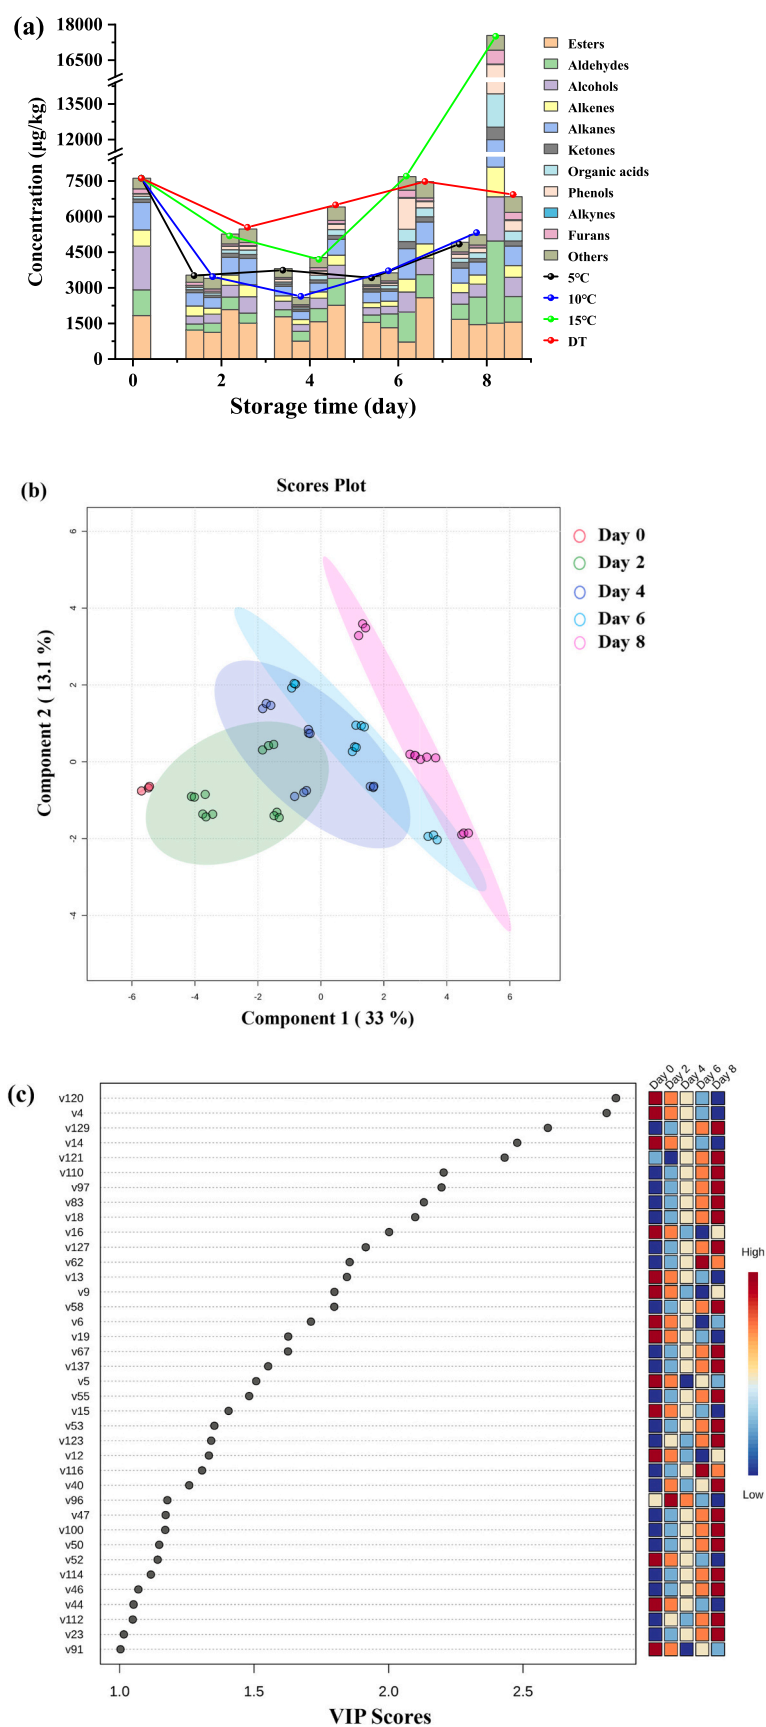 (a)
18000
16500
13500
12000
7500
6000
4500
3000
1500
0
Concentration (μg/kg)
0 2 4 6 8
Storage time (day)
Esters
Aldehydes
Alcohols
Alkenes
Alkanes
Ketones
Organic acids
Phenols
Alkynes
Furans
Others
5℃
10℃
15℃
DT
(b)
Scores Plot
Component 2 ( 13.1 %)
6
4
2
0
-2
-4
-6 -4 -2 0 2 4 6
Component 1 ( 33 %)
Day 0
Day 2
Day 4
Day 6
Day 8
(c)
Day 0 Day 2 Day 4 Day 6 Day 8
v120
v4
v129
v14
v121
v110
v97
v83
v18
v16
v127
v62
v13
v9
v58
v6
v19
v67
v137
v5
v55
v15
v53
v123
v12
v116
v40
v96
v47
v100
v50
v52
v114
v46
v44
v112
v23
v91
1.0 1.5 2.0 2.5
VIP Scores
High
Low